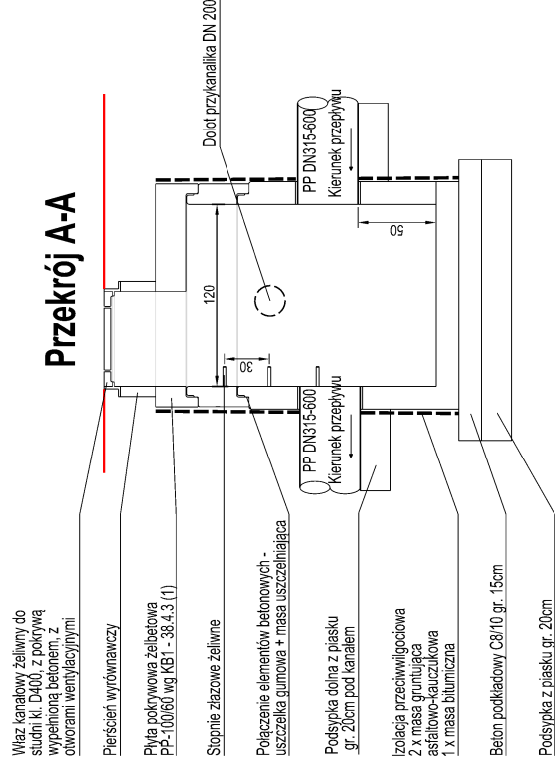 Przekrój A-A
Właz kanałowy żeliwny do
studni kl. D400, z pokrywą
wypełnioną betonem, z
otworami wentylacyjnymi
Pierścień wyrównawczy
Płyta pokrywowa żelbetowa
PP-100/60 wg KB1 - 38.4.3 (1)
Stopnie złazowe żeliwne
Połączenie elementów betonowych -
uszczelka gumowa + masa uszczelniająca
Podsypka dolna z piasku
gr. 20cm pod kanałem
Izolacja przeciwwilgociowa
2 x masa gruntująca
asfaltowo-kauczukowa
1 x masa bitumiczna
Beton podkładowy C8/10 gr. 15cm
Podsypka z piasku gr. 20cm
Dolot przykanalika DN 200
PP DN315-600
Kierunek przepływu
PP DN315-600
Kierunek przepływu
120
30
50